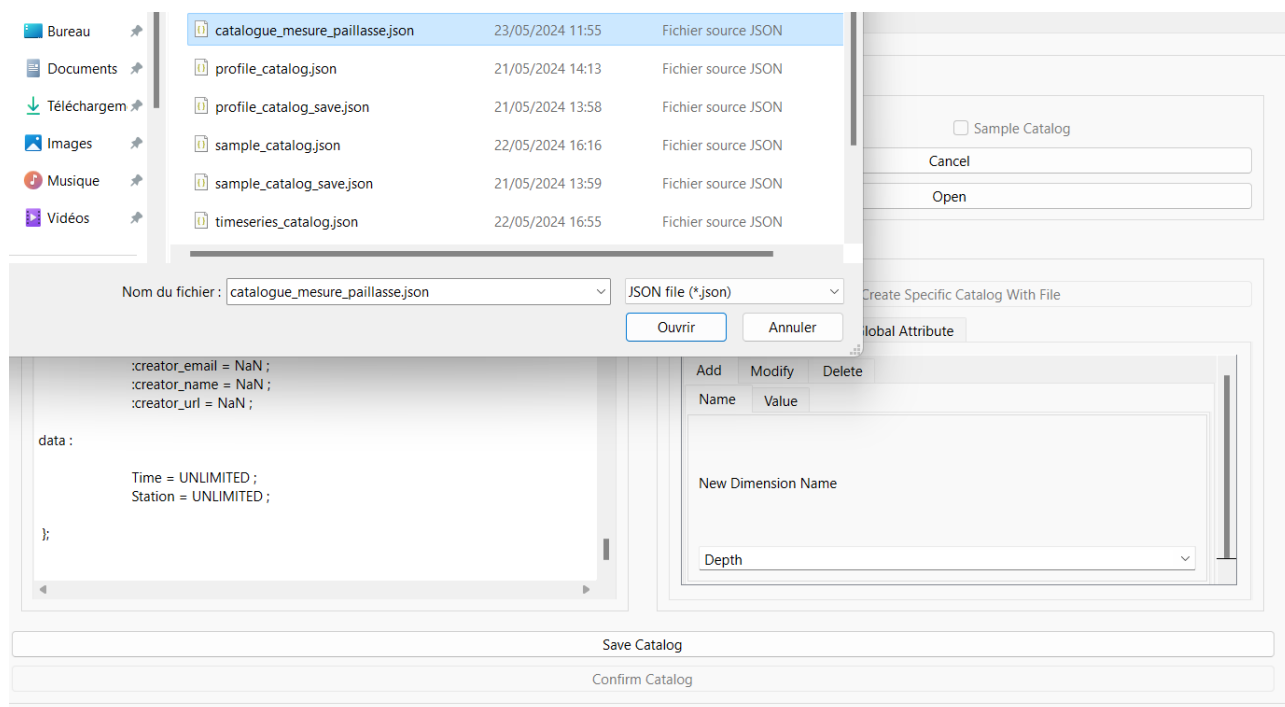 Bureau
catalogue_mesure_paillasse.json 23/05/2024 11:55 Fichier source JSON
Documents
profile_catalog.json 21/05/2024 14:13 Fichier source JSON
Téléchargem
profile_catalog_save.json 21/05/2024 13:58 Fichier source JSON
Images
sample_catalog.json 22/05/2024 16:16 Fichier source JSON
Musique
sample_catalog_save.json 21/05/2024 13:59 Fichier source JSON
Vidéos
timeseries_catalog.json 22/05/2024 16:55 Fichier source JSON
Nom du fichier : catalogue_mesure_paillasse.json
JSON file (*.json)
Ouvrir
Annuler
Sample Catalog
Cancel
Open
Create Specific Catalog With File
lobal Attribute
:creator_email = NaN ;
:creator_name = NaN ;
:creator_url = NaN ;
data :
Time = UNLIMITED ;
Station = UNLIMITED ;
};
Add Modify Delete
Name Value
New Dimension Name
Depth
Save Catalog
Confirm Catalog